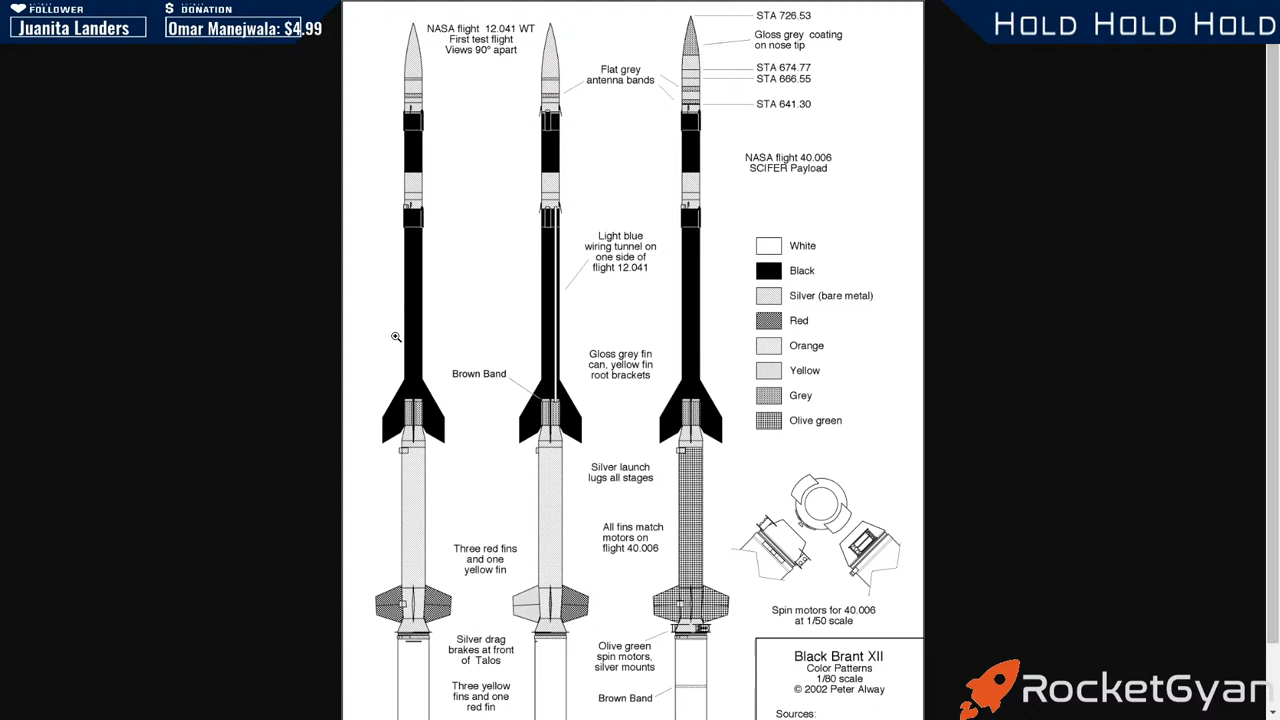 FOLLOWER
Juanita Landers
$ DONATION
Omar Manejwala: $4.99
HOLD HOLD HOLD
NASA flight 12.041 WT
First test flight
Views 90° apart
Flat grey
antenna bands
STA 726.53
Gloss grey coating
on nose tip
STA 674.77
STA 666.55
STA 641.30
NASA flight 40.006
SCIFER Payload
Light blue
wiring tunnel on
one side of
flight 12.041
White
Black
Silver (bare metal)
Red
Orange
Yellow
Grey
Olive green
Gloss grey fin
can, yellow fin
root brackets
Brown Band
Silver launch
lugs all stages
All fins match
motors on
flight 40.006
Three red fins
and one
yellow fin
Spin motors for 40.006
at 1/50 scale
Silver drag
brakes at front
of Talos
Olive green
spin motors,
silver mounts
Three yellow
fins and one
red fin
Brown Band
Black Brant XII
Color Patterns
1/80 scale
© 2002 Peter Alway
Sources:
RocketGyan